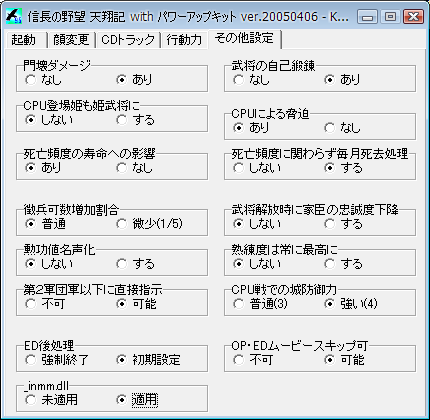 信長の野望 天翔記 with パワーアップキット ver.20050406 - K...
起動 顔変更 CDトラック 行動力 その他設定
門壊ダメージ
なし あり
武将の自己鍛錬
なし あり
CPU登場姫も姫武将に
しない する
CPUによる脅迫
あり なし
死亡頻度の寿命への影響
あり なし
死亡頻度に関わらず毎月死去処理
しない する
徴兵可数増加割合
普通 微少(1/5)
武将解放時に家臣の忠誠度下降
しない する
勲功値名声化
しない する
熟練度は常に最高に
しない する
第2軍団軍以下に直接指示
不可 可能
CPU戦での城防御力
普通(3) 強い(4)
ED後処理
強制終了 初期設定
OP・EDムービースキップ可
不可 可能
_inmm.dll
未適用 適用